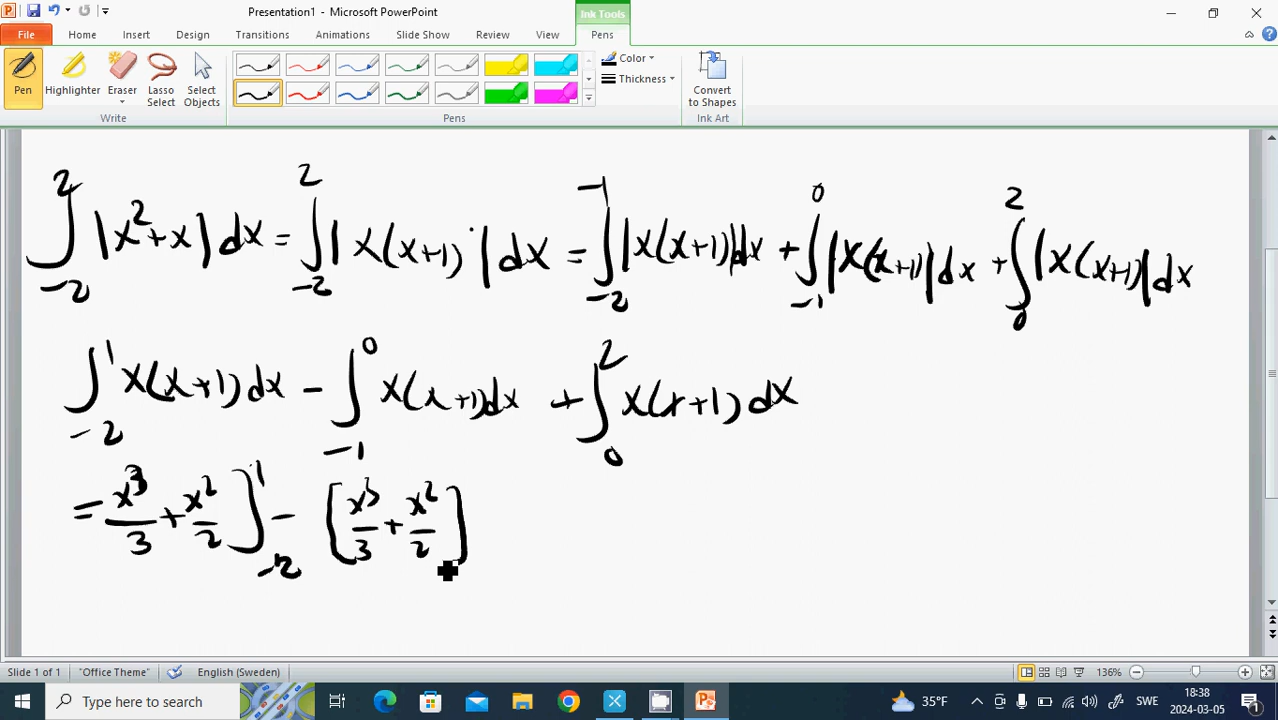 Presentation1 - Microsoft PowerPoint
Ink Tools
File Home Insert Design Transitions Animations Slide Show Review View Pens
Pen Highlighter Eraser Lasso Select Select Objects Color Thickness Convert to Shapes
Write Pens Ink Art
∫_{-2}^{2} |x²+x| dx = ∫_{-2}^{2} |x(x+1)| dx = ∫_{-2}^{-1} |x(x+1)|dx + ∫_{-1}^{0} |x(x+1)|dx + ∫_{0}^{2} |x(x+1)|dx
∫_{-2}^{1} x(x+1)dx - ∫_{-1}^{0} x(x+1)dx + ∫_{0}^{2} x(x+1)dx
= x³/3 + x²/2 ]_{-2}^{-1} - [x³/3 + x²/2]
Slide 1 of 1 "Office Theme" English (Sweden) 136%
Type here to search 35°F SWE 18:38
2024-03-05